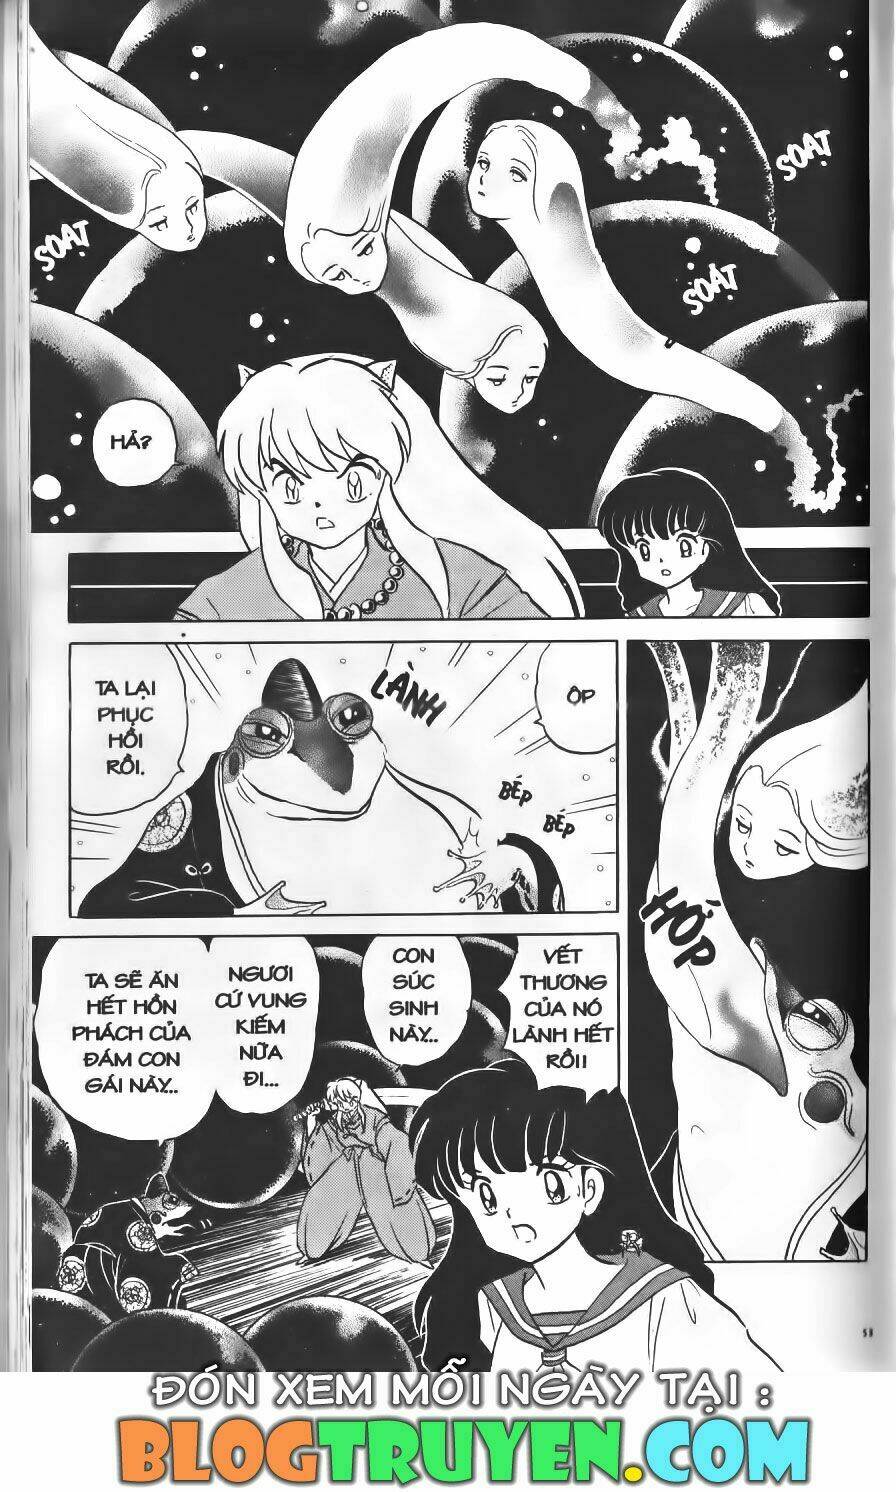 SOẠT
SOẠT
SOẠT
HẢ?
ÔP
LÀNH
TA LẠI
PHỤC
HỒI
RỒI.
BÉP
BÉP
HỚP
VẾT
THƯƠNG
CỦA NÓ
LÀNH HẾT
RỒI!
CON
SÚC
SINH
NÀY...
NGƯƠI
CỨ VUNG
KIẾM
NỮA
ĐI...
TA SẼ ĂN
HẾT HỒN
PHÁCH CỦA
ĐÁM CON
GÁI NÀY...
53
ĐÓN XEM MỖI NGÀY TẠI :
BLOGTRUYEN.COM